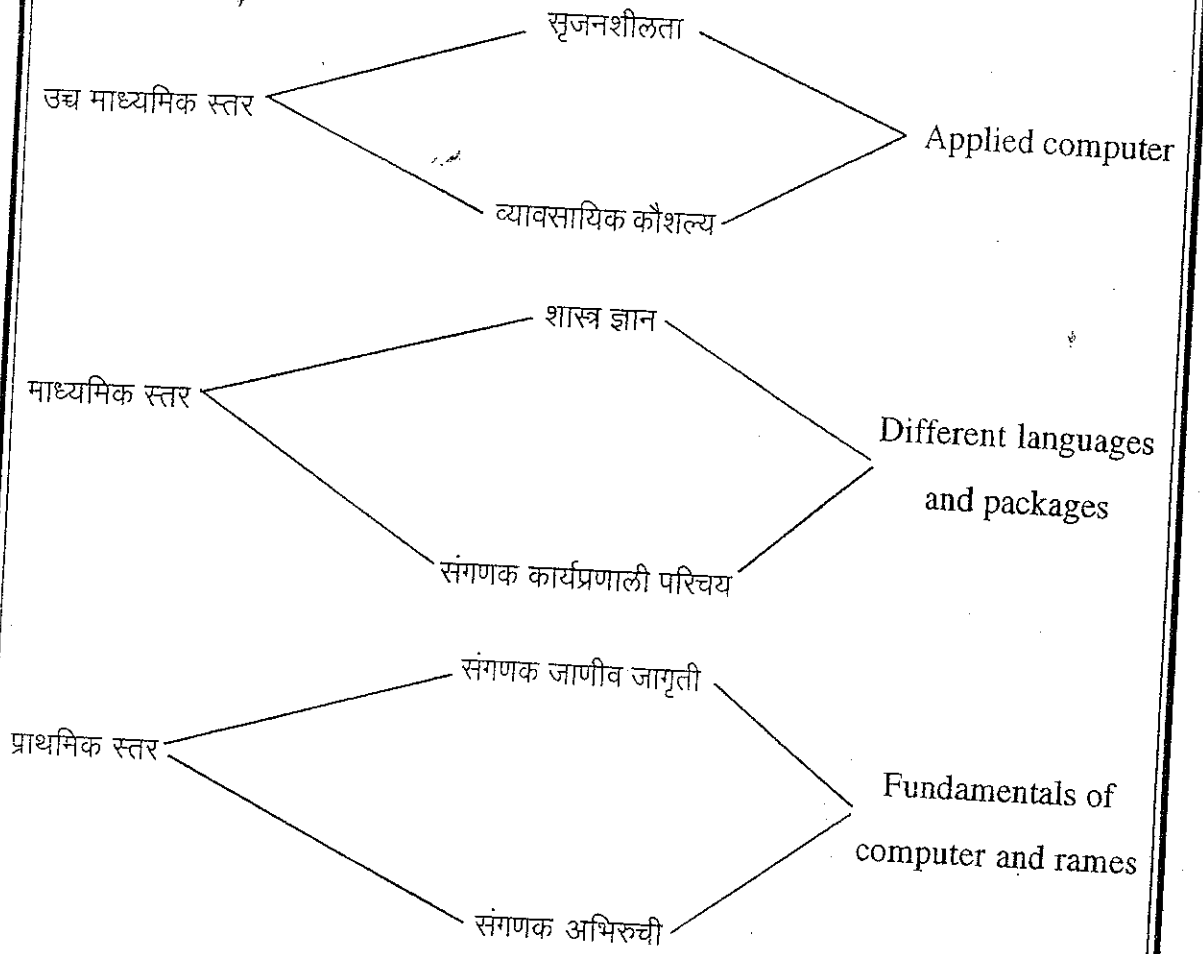 सृजनशीलता
उच्च माध्यमिक स्तर
Applied computer
व्यावसायिक कौशल्य
शास्त्र ज्ञान
माध्यमिक स्तर
Different languages
and packages
संगणक कार्यप्रणाली परिचय
संगणक जाणीव जागृती
प्राथमिक स्तर
Fundamentals of
computer and rames
संगणक अभिरुची